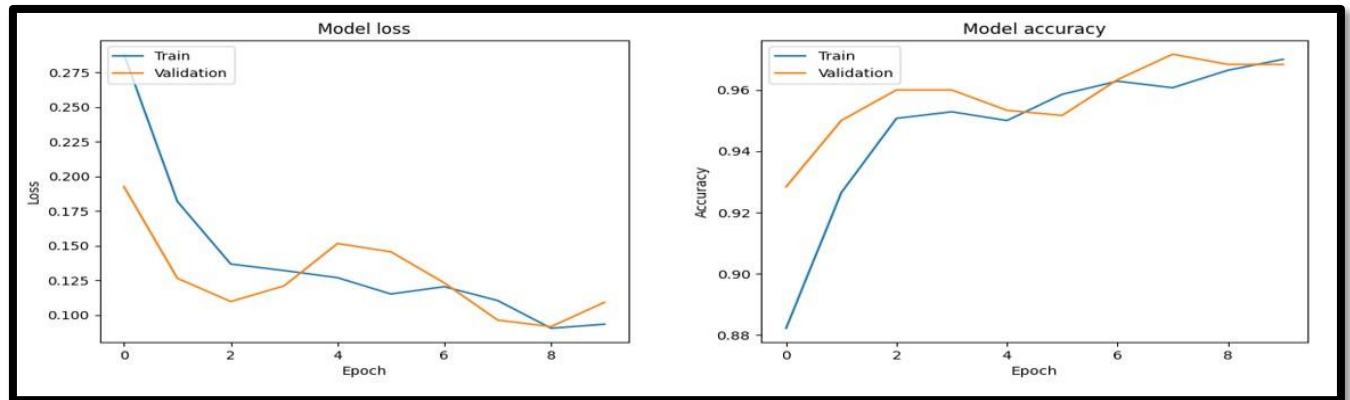 Model loss
Train
Validation
0.275
0.250
0.225
0.200
0.175
0.150
0.125
0.100
Loss
0 2 4 6 8
Epoch
Model accuracy
Train
Validation
0.96
0.94
0.92
0.90
0.88
Accuracy
0 2 4 6 8
Epoch